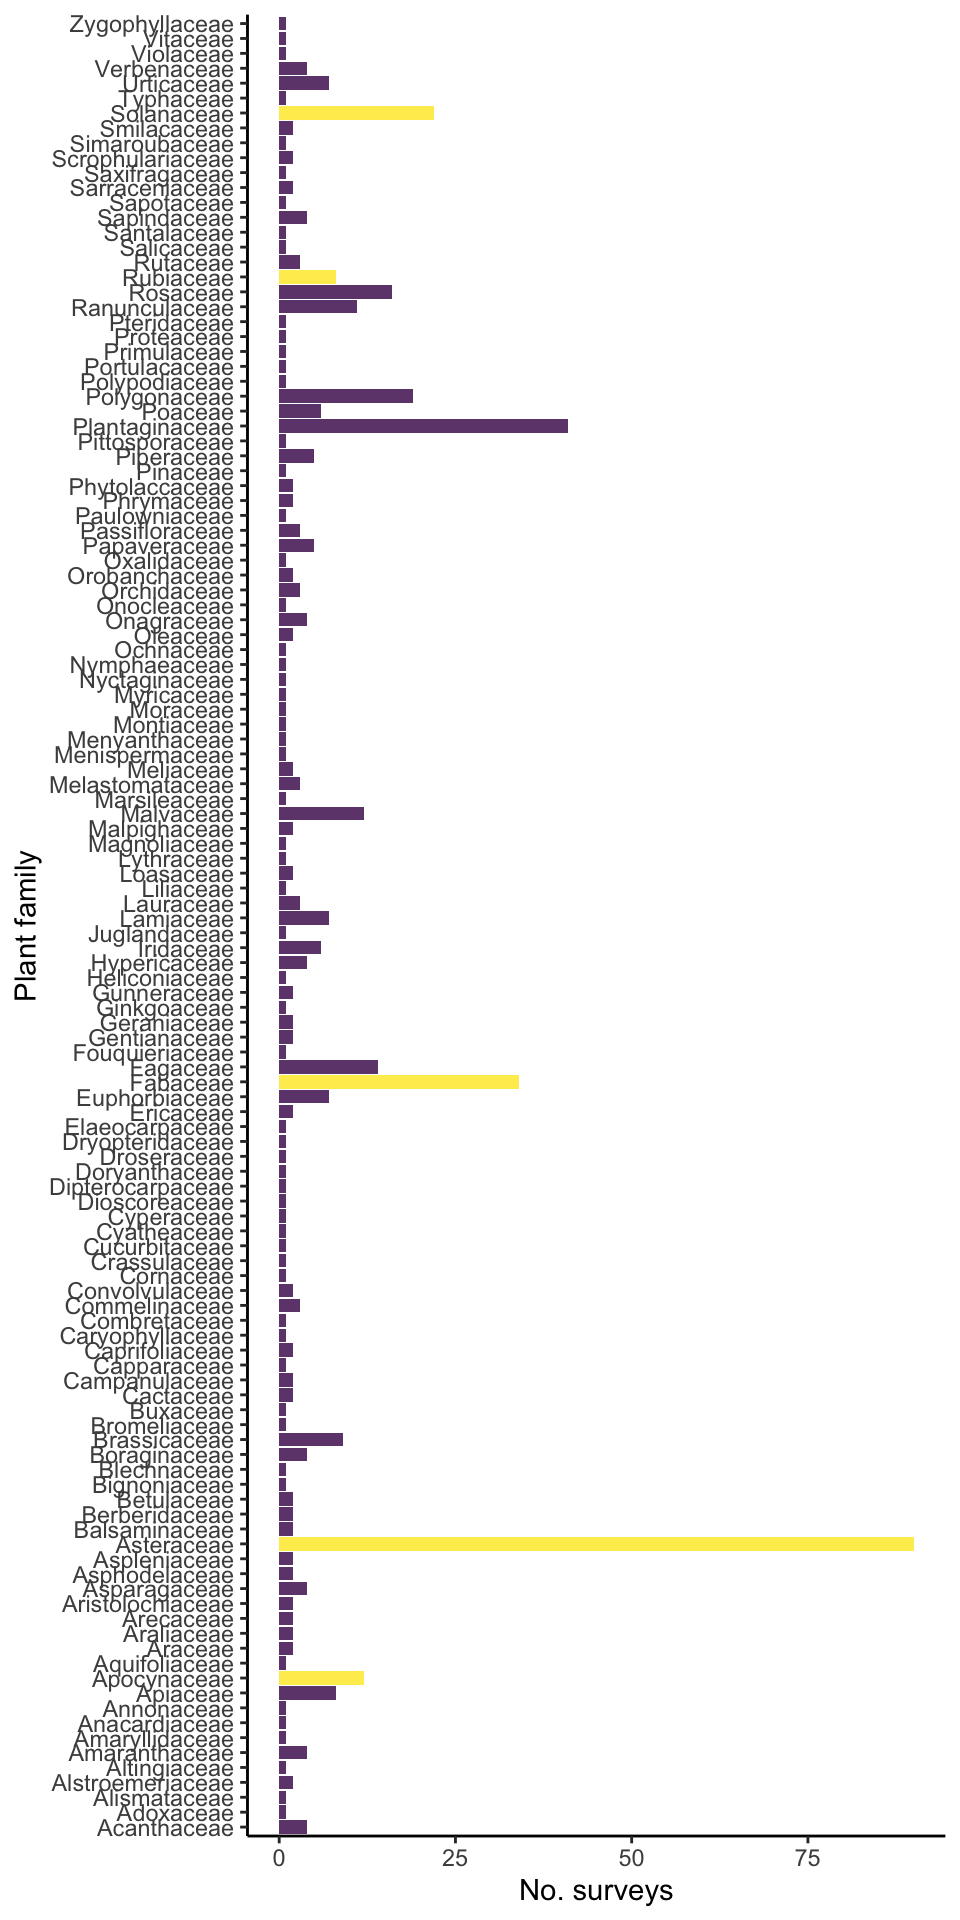 Zygophyllaceae
Vitaceae
Violaceae
Verbenaceae
Urticaceae
Typhaceae
Solanaceae
Smilacaceae
Simaroubaceae
Scrophulariaceae
Saxifragaceae
Sarraceniaceae
Sapotaceae
Sapindaceae
Santalaceae
Salicaceae
Rutaceae
Rubiaceae
Rosaceae
Ranunculaceae
Pteridaceae
Proteaceae
Primulaceae
Portulacaceae
Polypodiaceae
Polygonaceae
Poaceae
Plantaginaceae
Pittosporaceae
Piperaceae
Pinaceae
Phytolaccaceae
Phrymaceae
Paulowniaceae
Passifloraceae
Papaveraceae
Oxalidaceae
Orobanchaceae
Orchidaceae
Onocleaceae
Onagraceae
Oleaceae
Ochnaceae
Nymphaeaceae
Nyctaginaceae
Myricaceae
Moraceae
Montiaceae
Menyanthaceae
Menispermaceae
Meliaceae
Melastomataceae
Marsileaceae
Malvaceae
Malpighaceae
Magnoliaceae
Lythraceae
Loasaceae
Liliaceae
Lauraceae
Lamiaceae
Juglandaceae
Iridaceae
Hypericaceae
Heliconiaceae
Gunneraceae
Ginkgoaceae
Geraniaceae
Gentianaceae
Fouquieriaceae
Fagaceae
Fabaceae
Euphorbiaceae
Ericaceae
Elaeocarpaceae
Dryopteridaceae
Droseraceae
Doryanthaceae
Dipterocarpaceae
Dioscoreaceae
Cyperaceae
Cyatheaceae
Cucurbitaceae
Crassulaceae
Cornaceae
Convolvulaceae
Commelinaceae
Combretaceae
Caryophyllaceae
Caprifoliaceae
Capparaceae
Campanulaceae
Cactaceae
Buxaceae
Bromeliaceae
Brassicaceae
Boraginaceae
Blechnaceae
Bignoniaceae
Betulaceae
Berberidaceae
Balsaminaceae
Asteraceae
Aspleniaceae
Asphodelaceae
Asparagaceae
Aristolochiaceae
Arecaceae
Araliaceae
Araceae
Aquifoliaceae
Apocynaceae
Apiaceae
Annonaceae
Anacardiaceae
Amaryllidaceae
Amaranthaceae
Altingiaceae
Alstroemeriaceae
Alismataceae
Adoxaceae
Acanthaceae
Plant family
0 25 50 75
No. surveys